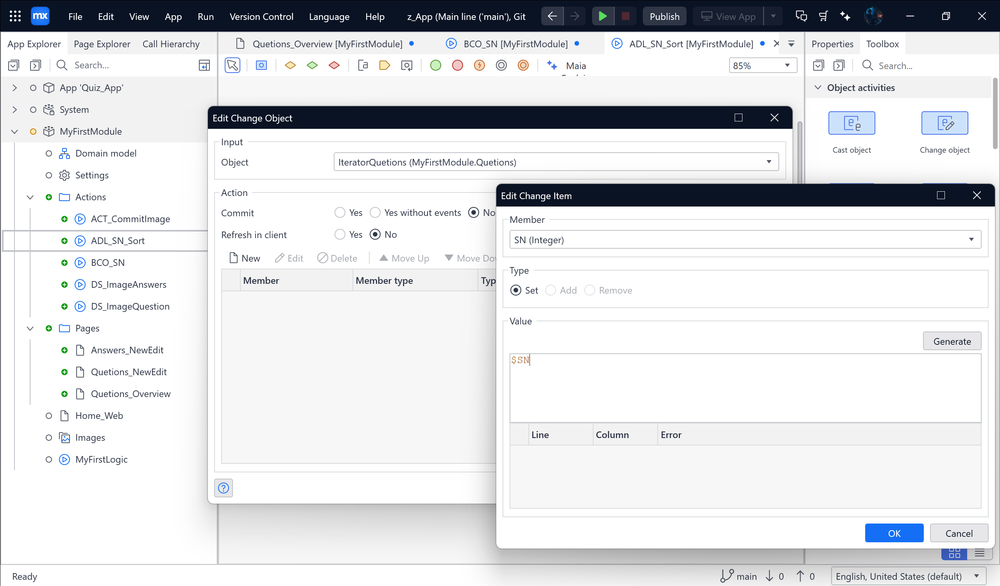 mx File Edit View App Run Version Control Language Help z_App (Main line ('main'), Git Publish View App
App Explorer Page Explorer Call Hierarchy
Quetions_Overview [MyFirstModule] BCO_SN [MyFirstModule] ADL_SN_Sort [MyFirstModule]
Properties Toolbox
Search...
Maia
85%
Search...
App 'Quiz_App'
System
MyFirstModule
Domain model
Settings
Actions
ACT_CommitImage
ADL_SN_Sort
BCO_SN
DS_ImageAnswers
DS_ImageQuestion
Pages
Answers_NewEdit
Quetions_NewEdit
Quetions_Overview
Home_Web
Images
MyFirstLogic
Object activities
Cast object
Change object
Edit Change Object
Input
Object IteratorQuetions (MyFirstModule.Quetions)
Action
Commit Yes Yes without events No
Refresh in client Yes No
New Edit Delete Move Up Move Dov
Member Member type Typ
Edit Change Item
Member
SN (Integer)
Type
Set Add Remove
Value
Generate
$SN
Line Column Error
OK Cancel
Ready
main 0 0 English, United States (default)